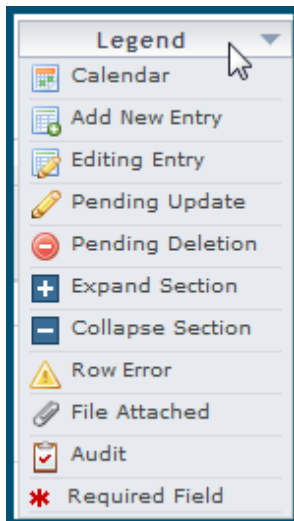 Legend
Calendar
Add New Entry
Editing Entry
Pending Update
Pending Deletion
Expand Section
Collapse Section
Row Error
File Attached
Audit
Required Field